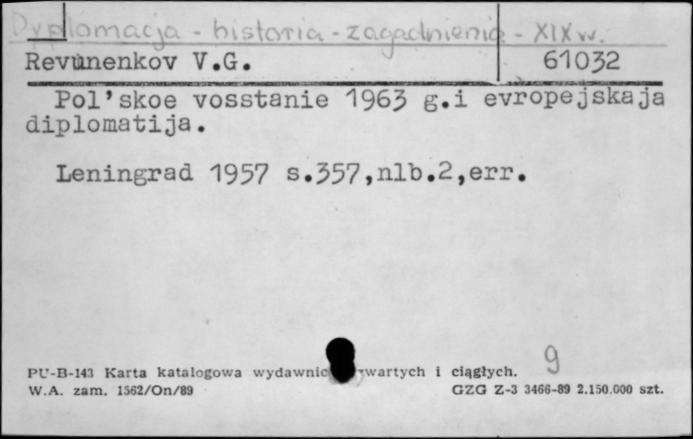 Dyplomacja - historia - zagadnienia - XIX w.
Revunenkov V.G. 61032
Pol’skoe vosstanie 1963 g.i evropejskaja
diplomatija.
Leningrad 1957 s.357,nlb.2,err.
9
PU-B-143 Karta katalogowa wydawnic wartych i ciągłych.
W.A. zam. 1562/On/89 GZG Z-3 3466-89 2.150.000 szt.